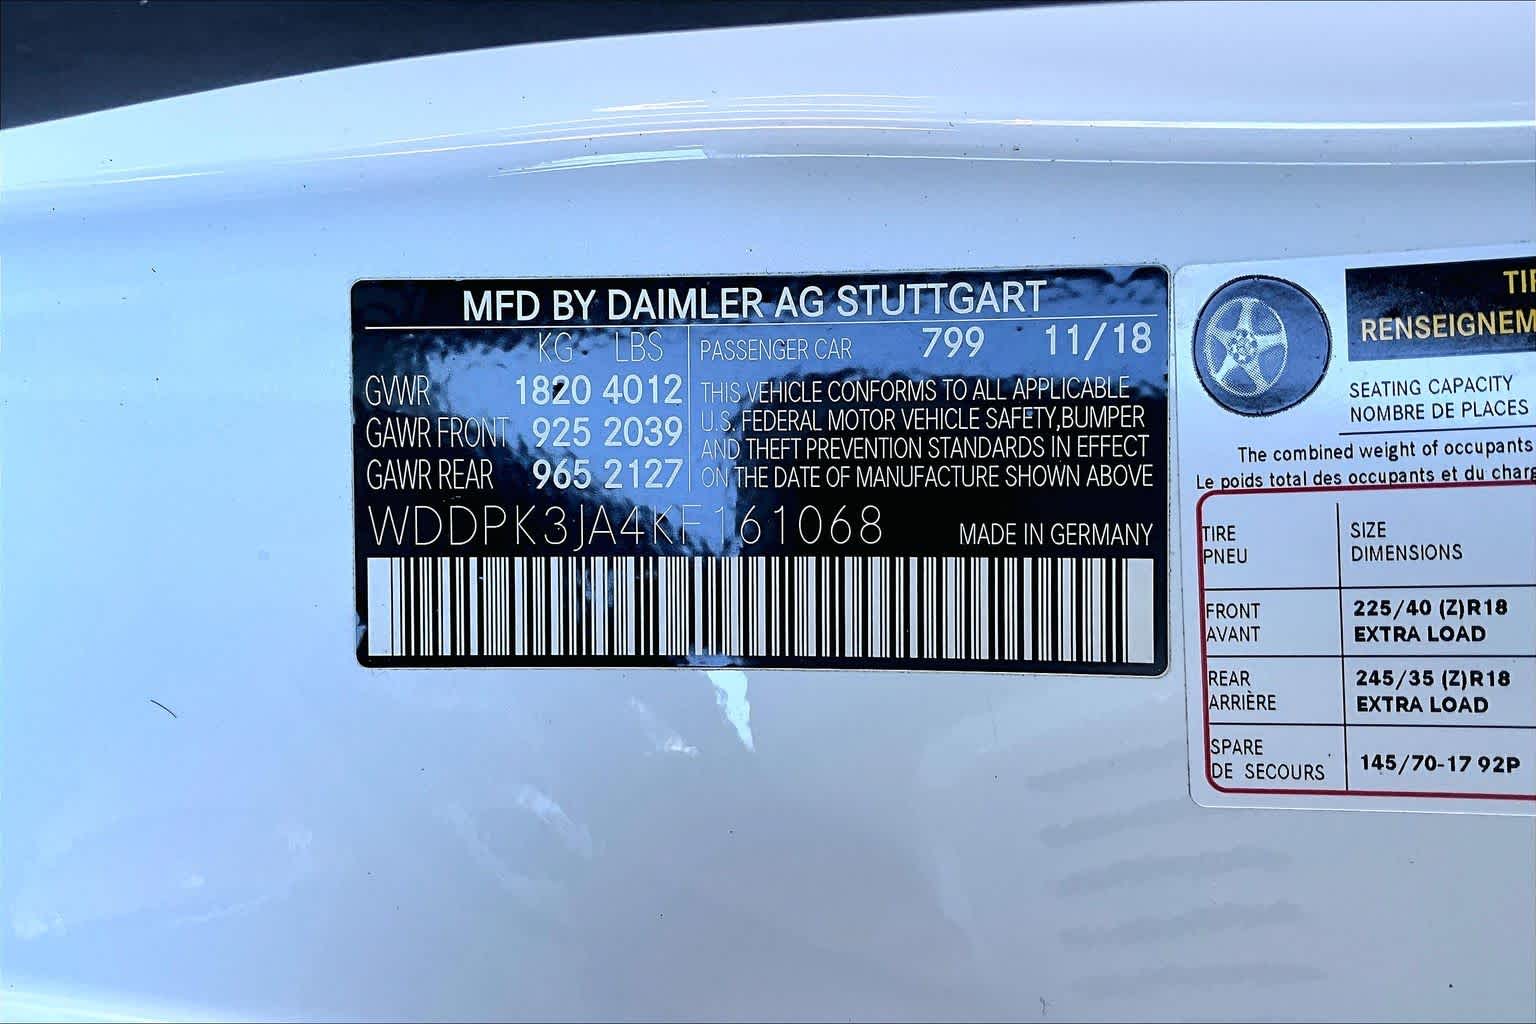 MFD BY DAIMLER AG STUTTGART
KG LBS
GVWR 1820 4012
GAWR FRONT 925 2039
GAWR REAR 965 2127
PASSENGER CAR 799 11/18
THIS VEHICLE CONFORMS TO ALL APPLICABLE
U.S. FEDERAL MOTOR VEHICLE SAFETY,BUMPER
AND THEFT PREVENTION STANDARDS IN EFFECT
ON THE DATE OF MANUFACTURE SHOWN ABOVE
WDDPK3JA4KF161068 MADE IN GERMANY
TIR
RENSEIGNEM
SEATING CAPACITY
NOMBRE DE PLACES
The combined weight of occupants
Le poids total des occupants et du charg
TIRE SIZE
PNEU DIMENSIONS
FRONT 225/40 (Z)R18
AVANT EXTRA LOAD
REAR 245/35 (Z)R18
ARRIÈRE EXTRA LOAD
SPARE 145/70-17 92P
DE SECOURS